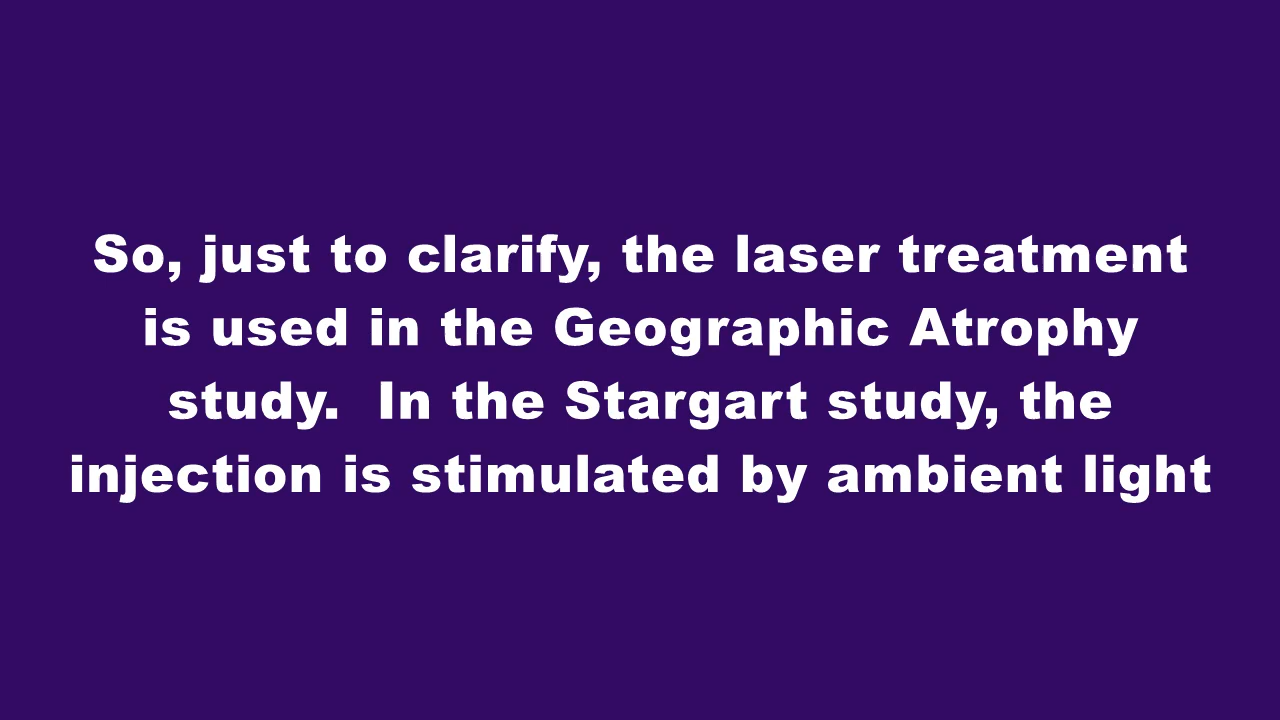 So, just to clarify, the laser treatment
is used in the Geographic Atrophy
study.  In the Stargart study, the
injection is stimulated by ambient light